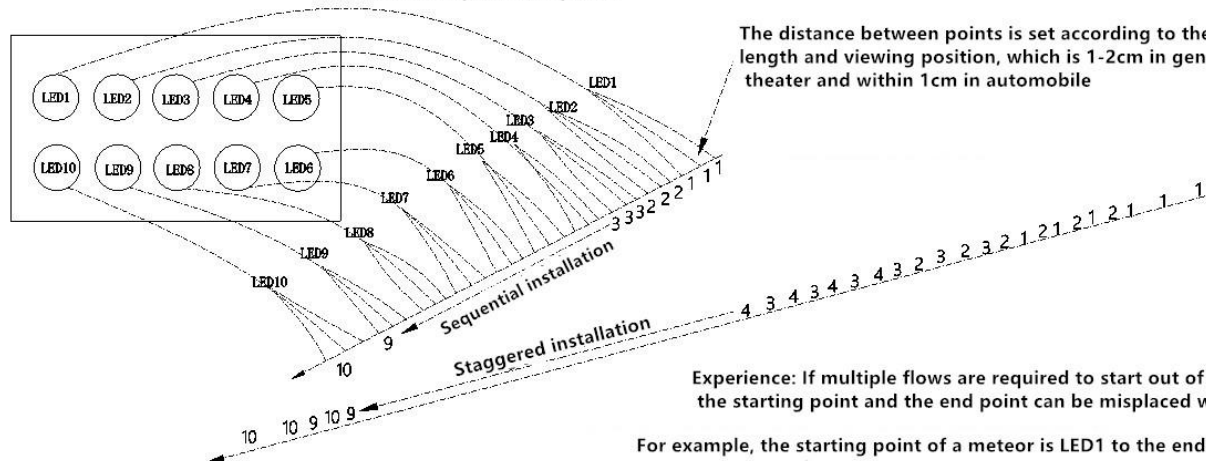 The distance between points is set according to the
length and viewing position, which is 1-2cm in gen
theater and within 1cm in automobile
LED1 LED2 LED3 LED4 LED5
LED10 LED9 LED8 LED7 LED6
LED1
LED2
LED3
LED4
LED5
LED6
LED7
LED8
LED9
LED10
3 3 3 2 2 2 1 1 1
9
10
Sequential installation
4 3 4 3 4 3 4 3 2 3 2 3 2 1 2 1 2 1 2 1 1 1
10 10 9 10 9
Staggered installation
Experience: If multiple flows are required to start out of
the starting point and the end point can be misplaced w
For example, the starting point of a meteor is LED1 to the end